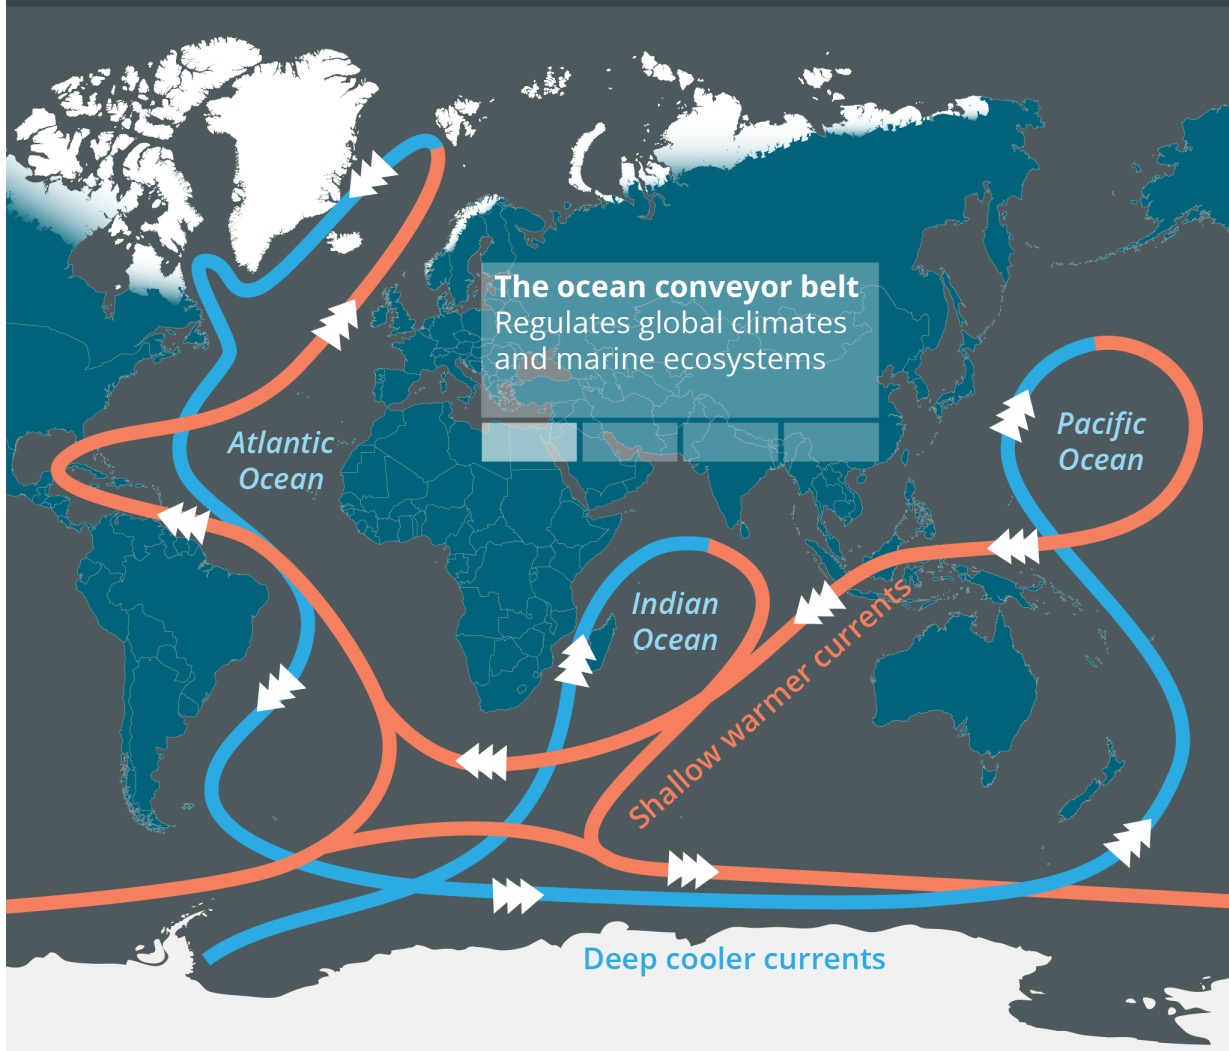 The ocean conveyor belt
Regulates global climates
and marine ecosystems
Atlantic
Ocean
Pacific
Ocean
Indian
Ocean
Shallow warmer currents
Deep cooler currents